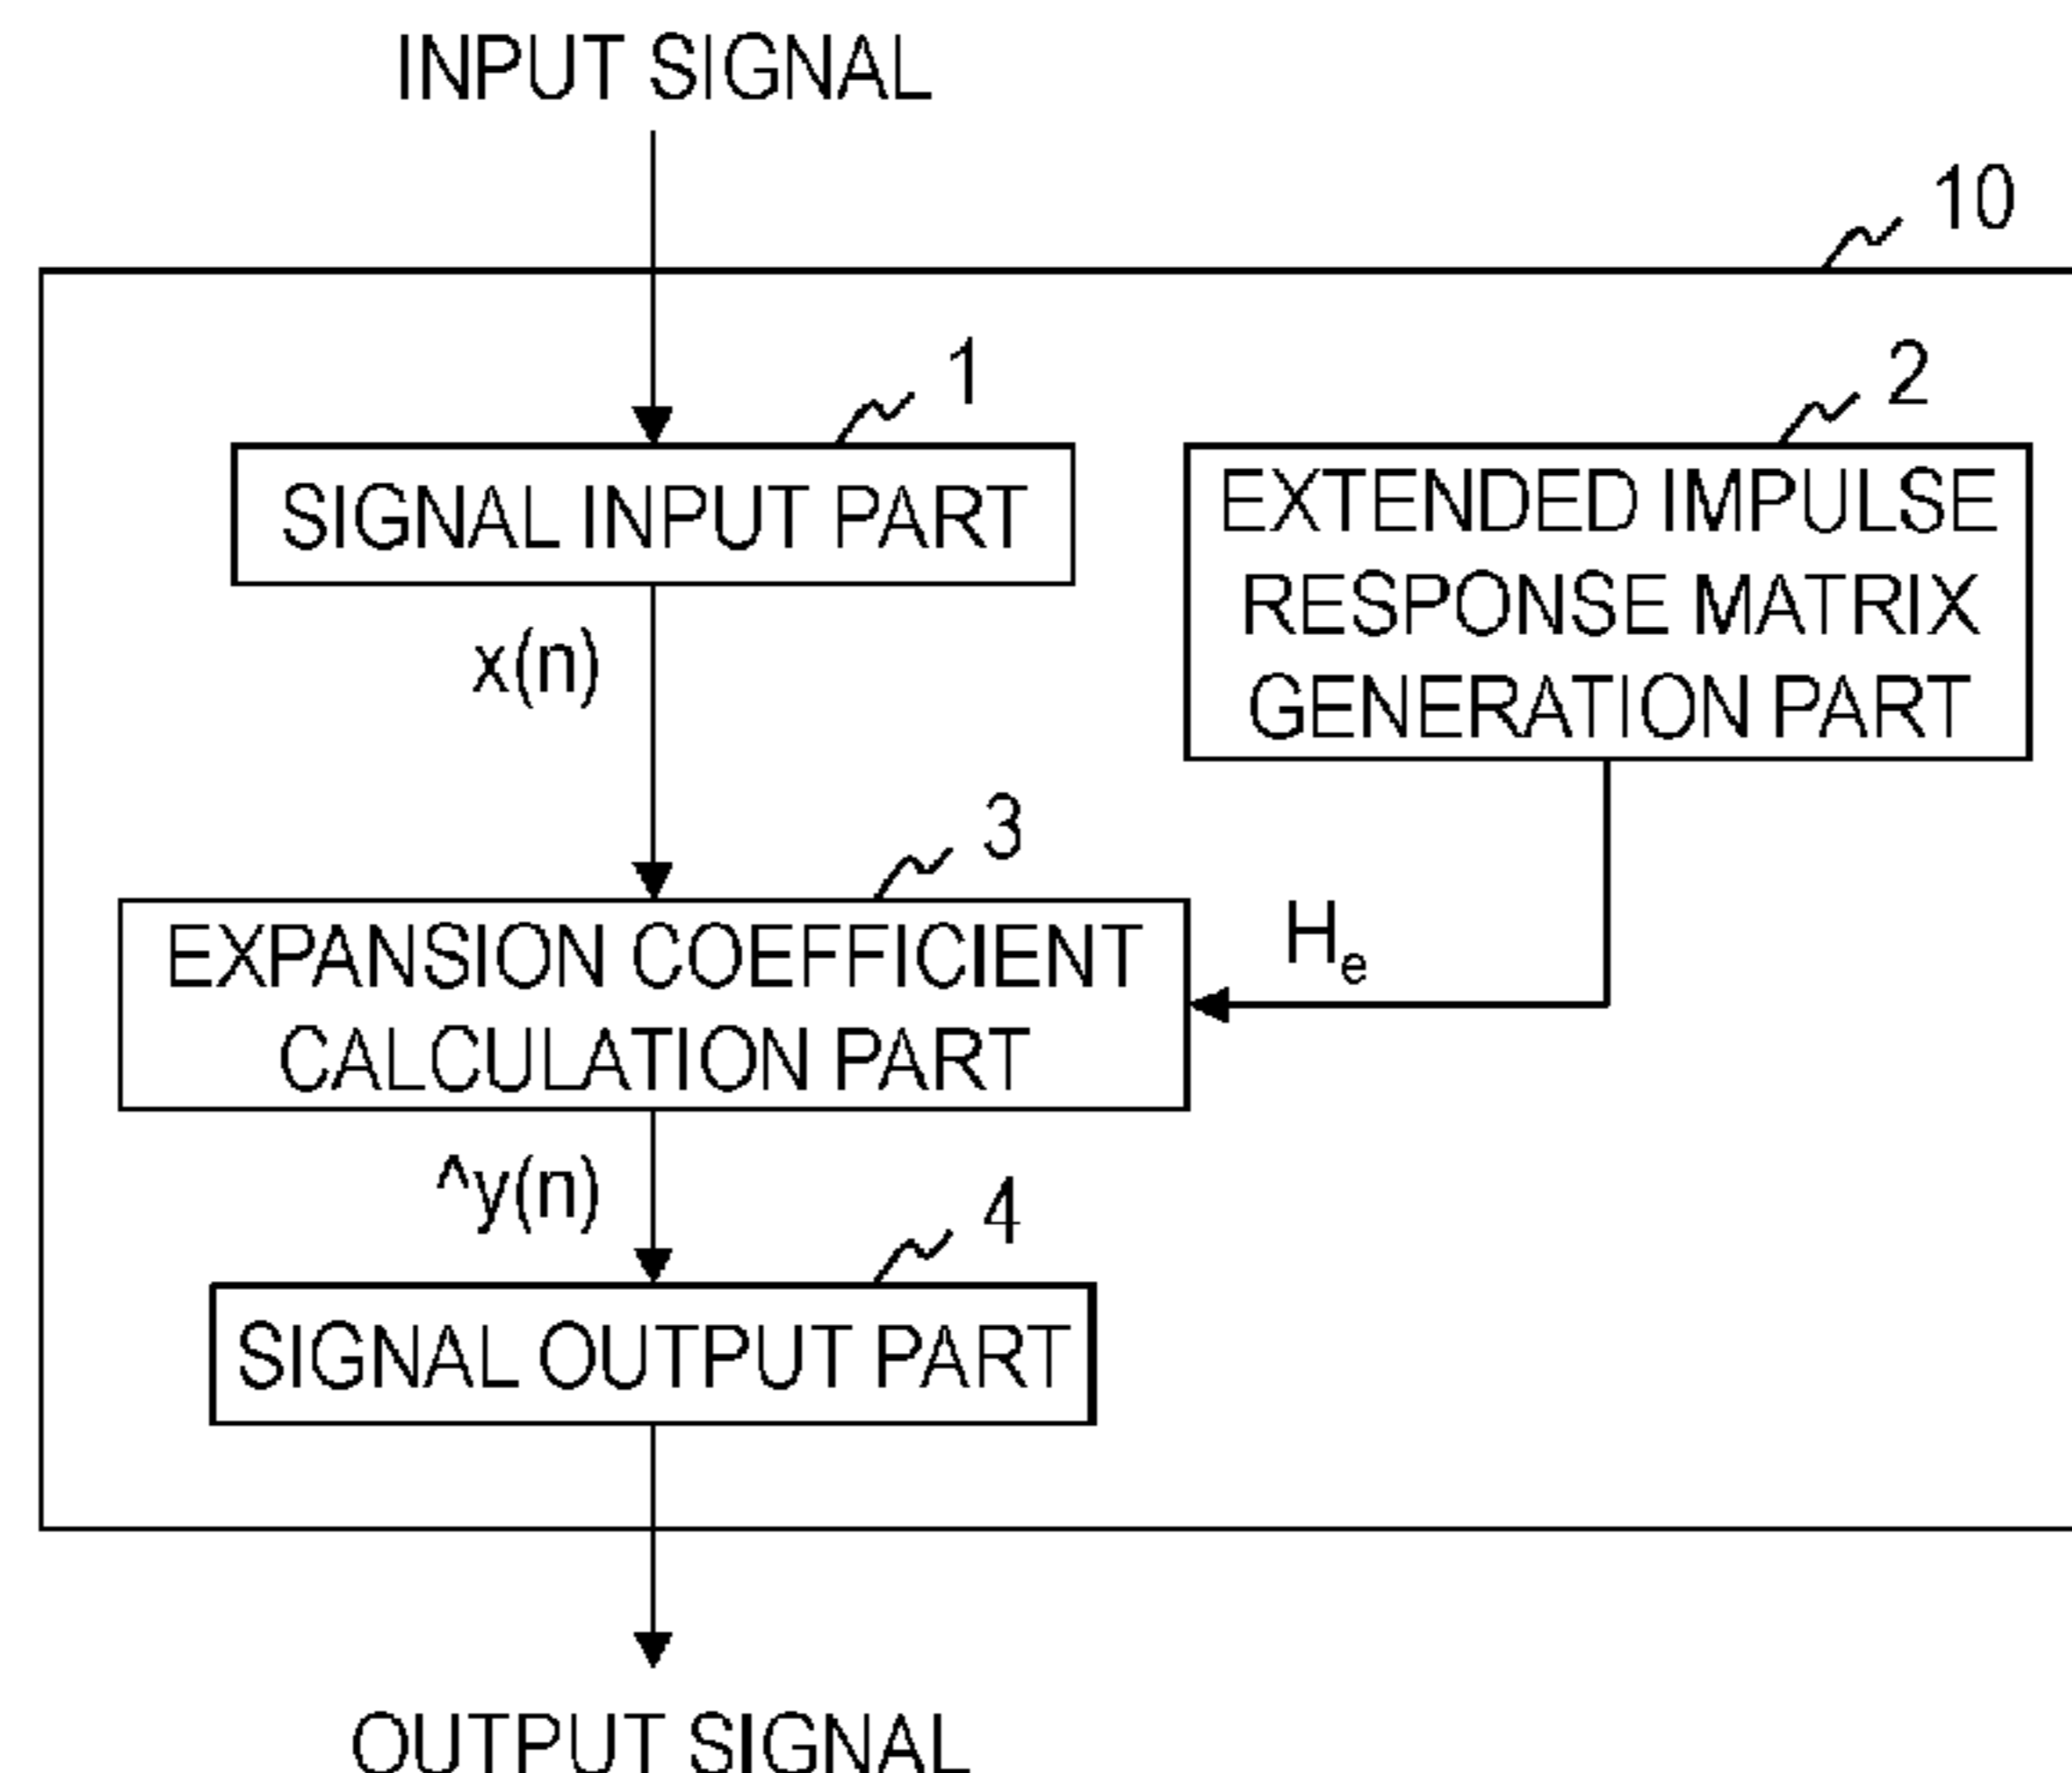 INPUT SIGNAL
10
1
SIGNAL INPUT PART
2
EXTENDED IMPULSE
RESPONSE MATRIX
GENERATION PART
x(n)
3
EXPANSION COEFFICIENT
CALCULATION PART
He
^y(n)
4
SIGNAL OUTPUT PART
OUTPUT SIGNAL